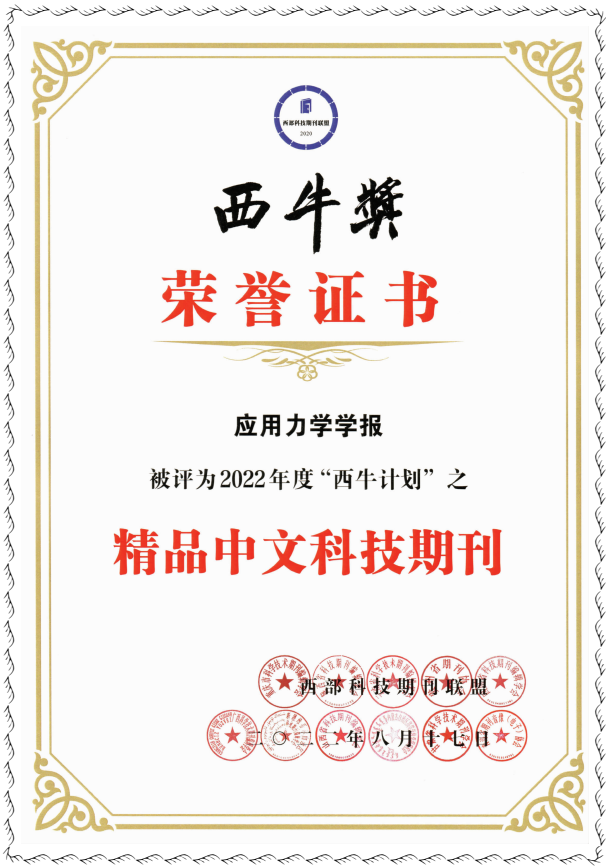 西部科技期刊联盟
2020
西牛獎
荣誉证书
应用力学学报
被评为2022年度“西牛计划”之
精品中文科技期刊
西部科技期刊联盟
二〇二二年八月十七日